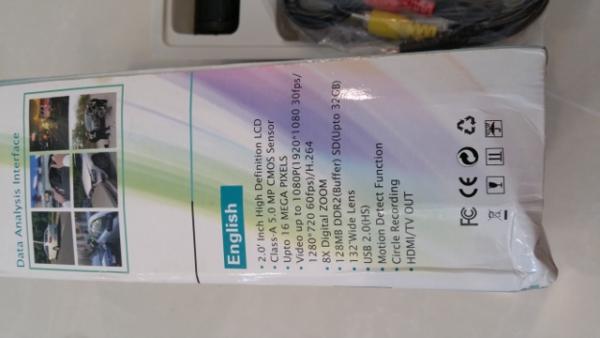 Data Analysis Interface
English
• 2.0' Inch High Definition LCD
• Class-A 5.0 MP CMOS Sensor
• Upto 16 MEGA PIXELS
• Video up to 1080P(1920*1080 30fps/
1280*720 60fps)/H.264
• 8X Digital ZOOM
• 128MB DDR2(Buffer) SD(Upto 32GB)
• 132°Wide Lens
• USB 2.0(HS)
• Motion Detect Function
• Circle Recording
• HDMI/TV OUT
FC CE